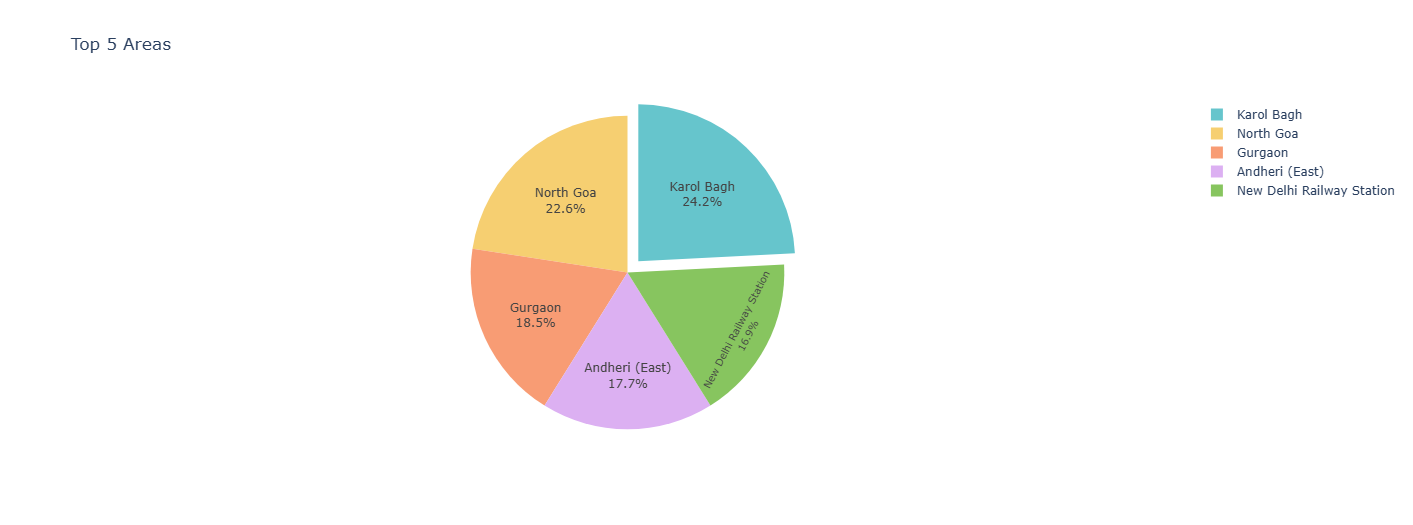 Top 5 Areas
Karol Bagh
24.2%
North Goa
22.6%
Gurgaon
18.5%
Andheri (East)
17.7%
New Delhi Railway Station
16.9%
Karol Bagh
North Goa
Gurgaon
Andheri (East)
New Delhi Railway Station